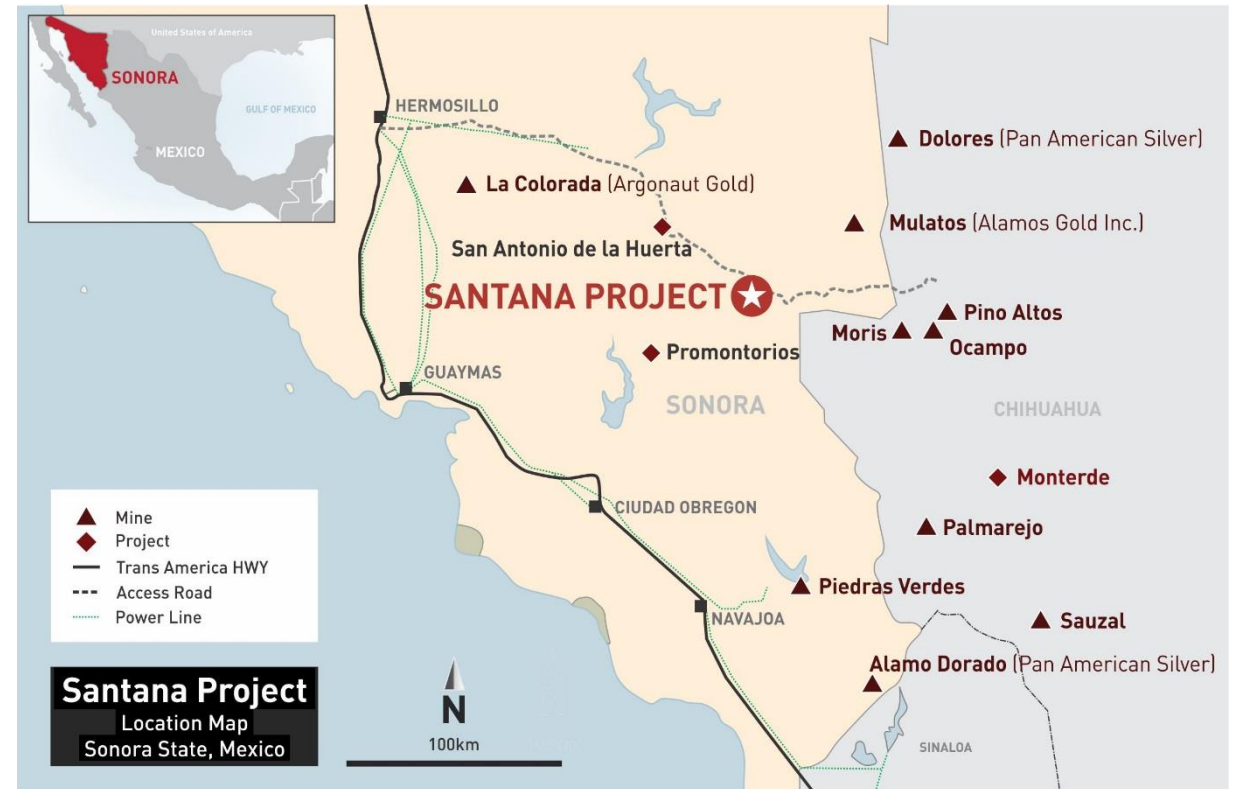 United States of America
SONORA
GULF OF MEXICO
MEXICO
HERMOSILLO
Dolores (Pan American Silver)
La Colorada (Argonaut Gold)
Mulatos (Alamos Gold Inc.)
San Antonio de la Huerta
SANTANA PROJECT
Pino Altos
Moris
Ocampo
Promontorios
GUAYMAS
SONORA
CHIHUAHUA
Monterde
CIUDAD OBREGON
Palmarejo
Piedras Verdes
NAVAJOA
Sauzal
Alamo Dorado (Pan American Silver)
SINALOA
Mine
Project
Trans America HWY
Access Road
Power Line
Santana Project
Location Map
Sonora State, Mexico
N
100km